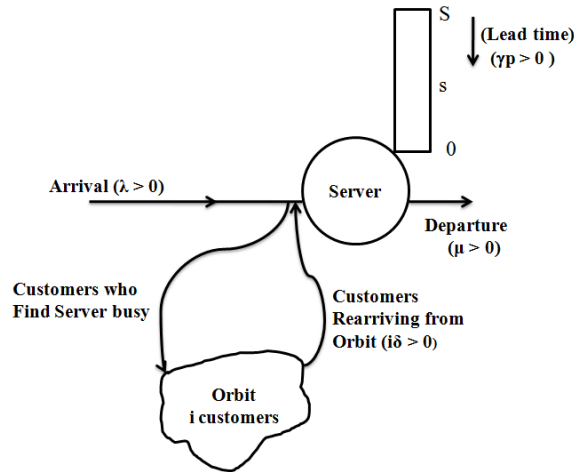 S
(Lead time)
(γp > 0 )
s
0
Arrival (λ > 0)
Server
Departure
(μ > 0)
Customers who
Find Server busy
Customers
Rearriving from
Orbit (iδ > 0)
Orbit
i customers